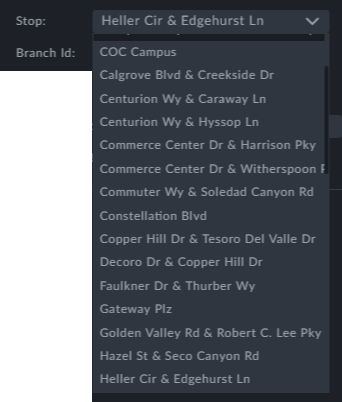 Stop: Heller Cir & Edgehurst Ln
Branch Id:
COC Campus
Calgrove Blvd & Creekside Dr
Centurion Wy & Caraway Ln
Centurion Wy & Hyssop Ln
Commerce Center Dr & Harrison Pky
Commerce Center Dr & Witherspoon
Commuter Wy & Soledad Canyon Rd
Constellation Blvd
Copper Hill Dr & Tesoro Del Valle Dr
Decoro Dr & Copper Hill Dr
Faulkner Dr & Thurber Wy
Gateway Plz
Golden Valley Rd & Robert C. Lee Pky
Hazel St & Seco Canyon Rd
Heller Cir & Edgehurst Ln